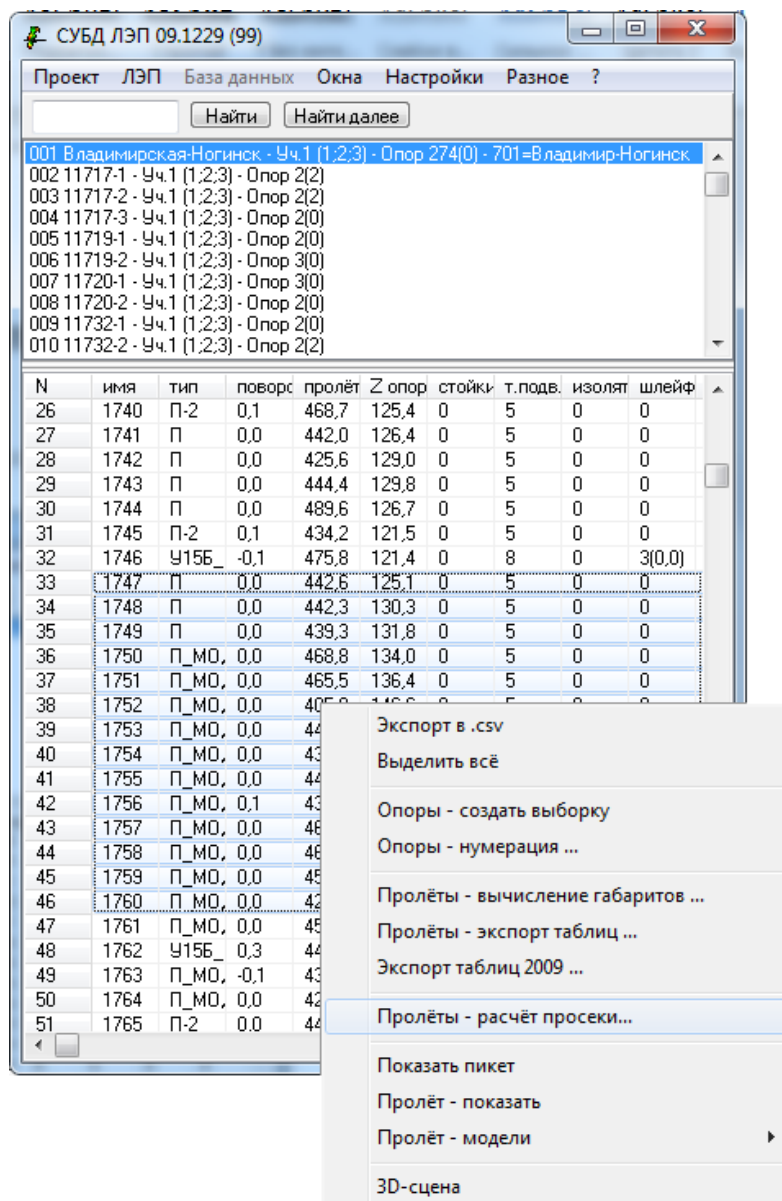 СУБД ЛЭП 09.1229 (99)
Проект ЛЭП База данных Окна Настройки Разное ?
Найти Найти далее
001 Владимирская-Ногинск - Уч.1 (1;2;3) - Опор 274(0) - 701=Владимир-Ногинск
002 11717-1 - Уч.1 (1;2;3) - Опор 2(2)
003 11717-2 - Уч.1 (1;2;3) - Опор 2(2)
004 11717-3 - Уч.1 (1;2;3) - Опор 2(0)
005 11719-1 - Уч.1 (1;2;3) - Опор 2(0)
006 11719-2 - Уч.1 (1;2;3) - Опор 3(0)
007 11720-1 - Уч.1 (1;2;3) - Опор 3(0)
008 11720-2 - Уч.1 (1;2;3) - Опор 2(0)
009 11732-1 - Уч.1 (1;2;3) - Опор 2(0)
010 11732-2 - Уч.1 (1;2;3) - Опор 2(2)
N имя тип поворо пролёт Z опор стойки т.подв. изолят шлейф
26 1740 П-2 0,1 468,7 125,4 0 5 0 0
27 1741 П 0,0 442,0 126,4 0 5 0 0
28 1742 П 0,0 425,6 129,0 0 5 0 0
29 1743 П 0,0 444,4 129,8 0 5 0 0
30 1744 П 0,0 489,6 126,7 0 5 0 0
31 1745 П-2 0,1 434,2 121,5 0 5 0 0
32 1746 У15Б_ -0,1 475,8 121,4 0 8 0 3(0,0)
33 1747 П 0,0 442,6 125,1 0 5 0 0
34 1748 П 0,0 442,3 130,3 0 5 0 0
35 1749 П 0,0 439,3 131,8 0 5 0 0
36 1750 П_МО, 0,0 468,8 134,0 0 5 0 0
37 1751 П_МО, 0,0 465,5 136,4 0 5 0 0
38 1752 П_МО, 0,0
39 1753 П_МО, 0,0 44
40 1754 П_МО, 0,0 43
41 1755 П_МО, 0,0 44
42 1756 П_МО, 0,1 43
43 1757 П_МО, 0,0 46
44 1758 П_МО, 0,0 46
45 1759 П_МО, 0,0 45
46 1760 П_МО, 0,0 42
47 1761 П_МО, 0,0 45
48 1762 У15Б_ 0,3 44
49 1763 П_МО, -0,1 43
50 1764 П_МО, 0,0 42
51 1765 П-2 0,0 44
Экспорт в .csv
Выделить всё
Опоры - создать выборку
Опоры - нумерация ...
Пролёты - вычисление габаритов ...
Пролёты - экспорт таблиц ...
Экспорт таблиц 2009 ...
Пролёты - расчёт просеки...
Показать пикет
Пролёт - показать
Пролёт - модели
3D-сцена